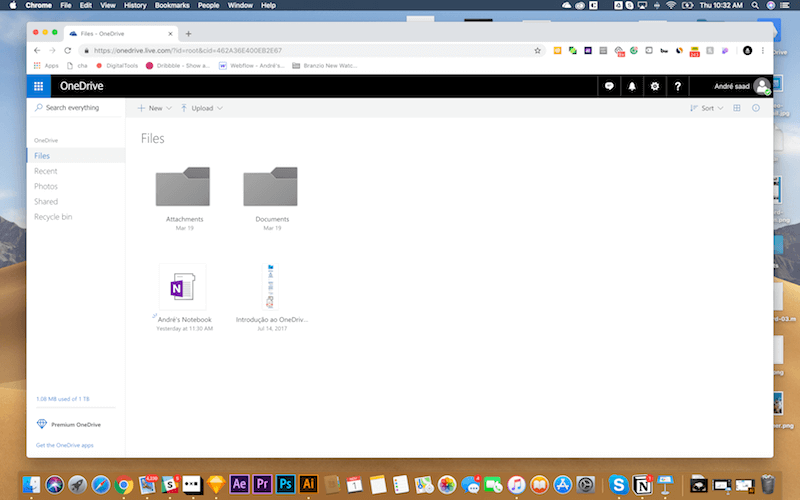 Chrome File Edit View History Bookmarks People Window Help Thu 10:32 AM
Files - OneDrive
https://onedrive.live.com/?id=root&cid=462A36E400EB2E67
Apps cha DigitalTools Dribbble - Show a... Webflow - André's... Branzio New Watc...
OneDrive André saad
Search everything + New Upload Sort
Files
OneDrive
Files
Recent
Photos
Shared
Recycle bin
Attachments Documents
Mar 19 Mar 19
N
André's Notebook Introdução ao OneDriv...
Yesterday at 11:30 AM Jul 14, 2017
1.08 MB used of 1 TB
Premium OneDrive
Get the OneDrive apps
Ae Pr Ps Ai